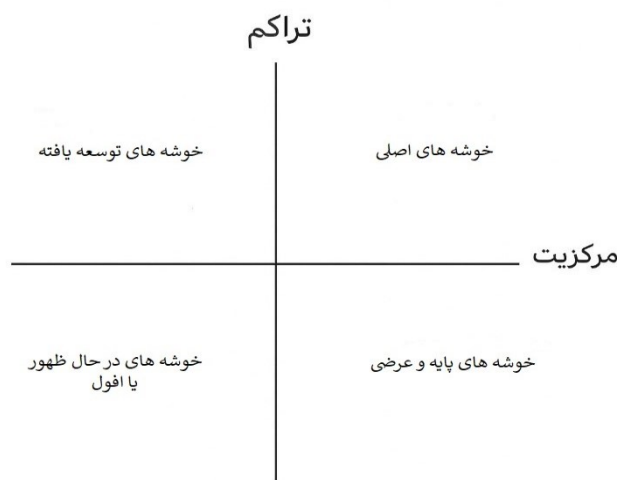 تراکم
خوشه های اصلی
خوشه های توسعه یافته
مرکزیت
خوشه های پایه و عرضی
خوشه های در حال ظهور
یا افول